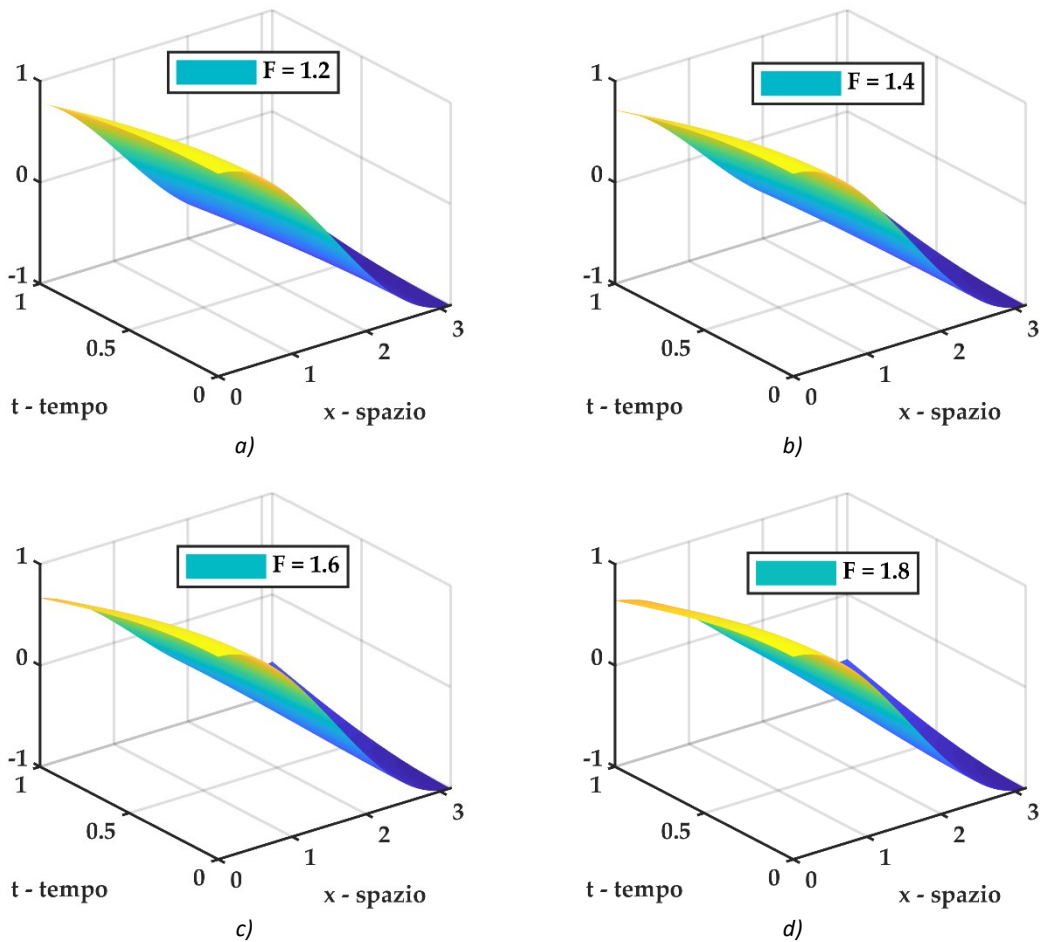 F = 1.2
1
0
-1
1
0.5
0
0
1
2
3
t - tempo
x - spazio
a)
F = 1.4
1
0
-1
1
0.5
0
0
1
2
3
t - tempo
x - spazio
b)
F = 1.6
1
0
-1
1
0.5
0
0
1
2
3
t - tempo
x - spazio
c)
F = 1.8
1
0
-1
1
0.5
0
0
1
2
3
t - tempo
x - spazio
d)